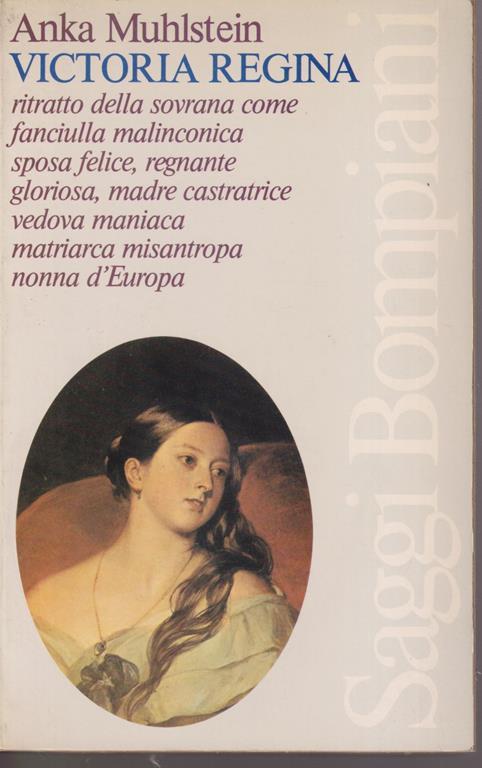 Anka Muhlstein
VICTORIA REGINA
ritratto della sovrana come
fanciulla malinconica
sposa felice, regnante
gloriosa, madre castratrice
vedova maniaca
matriarca misantropa
nonna d'Europa
Saggi Bompiani